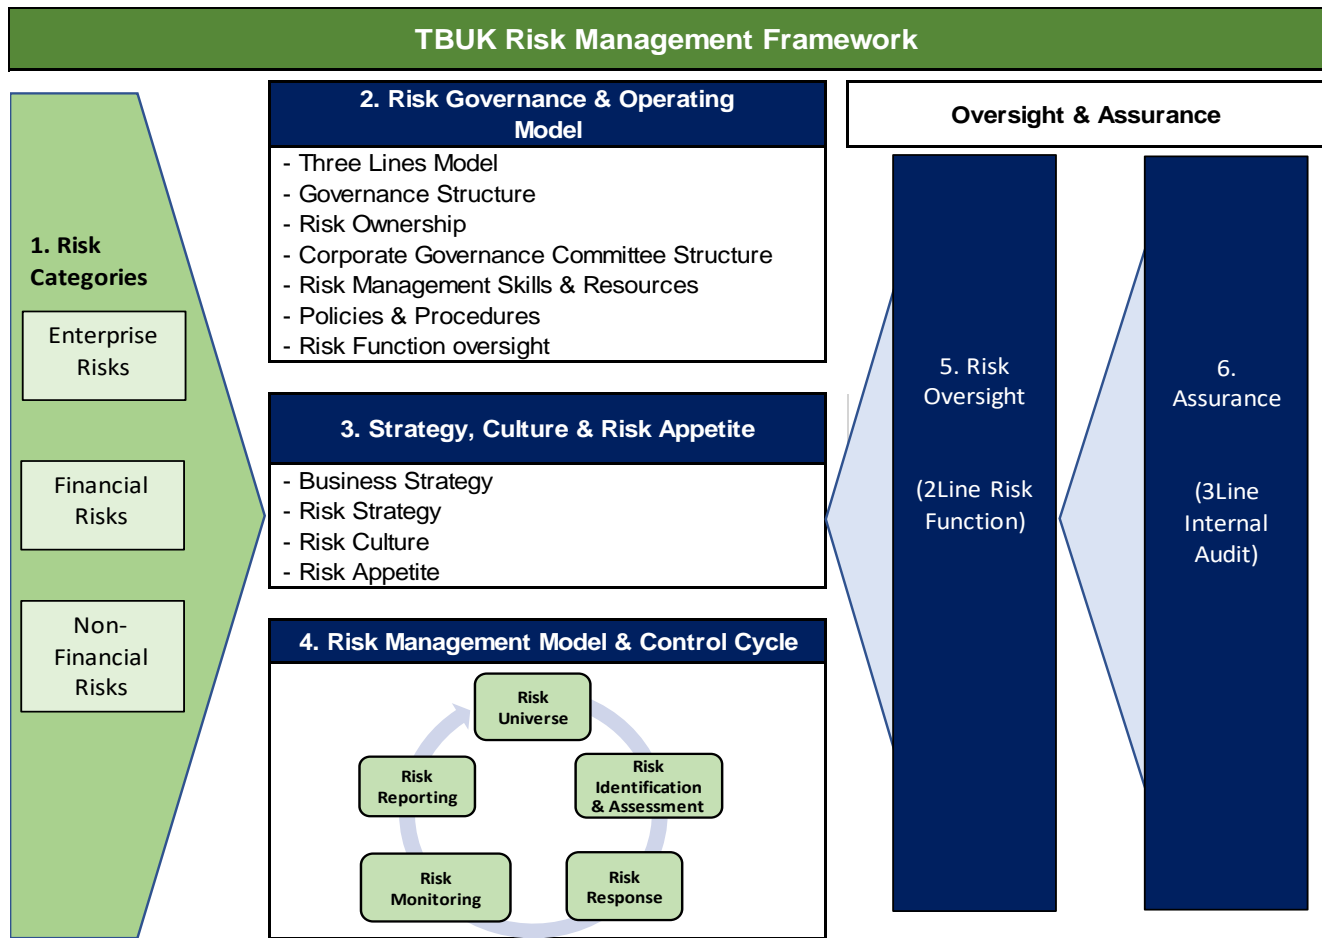 TBUK Risk Management Framework
1. Risk
Categories
Enterprise
Risks
Financial
Risks
Non-
Financial
Risks
2. Risk Governance & Operating
Model
- Three Lines Model
- Governance Structure
- Risk Ownership
- Corporate Governance Committee Structure
- Risk Management Skills & Resources
- Policies & Procedures
- Risk Function oversight
3. Strategy, Culture & Risk Appetite
- Business Strategy
- Risk Strategy
- Risk Culture
- Risk Appetite
4. Risk Management Model & Control Cycle
Risk
Universe
Risk
Identification
& Assessment
Risk
Response
Risk
Monitoring
Risk
Reporting
Oversight & Assurance
5. Risk
Oversight
(2Line Risk
Function)
6.
Assurance
(3Line
Internal
Audit)